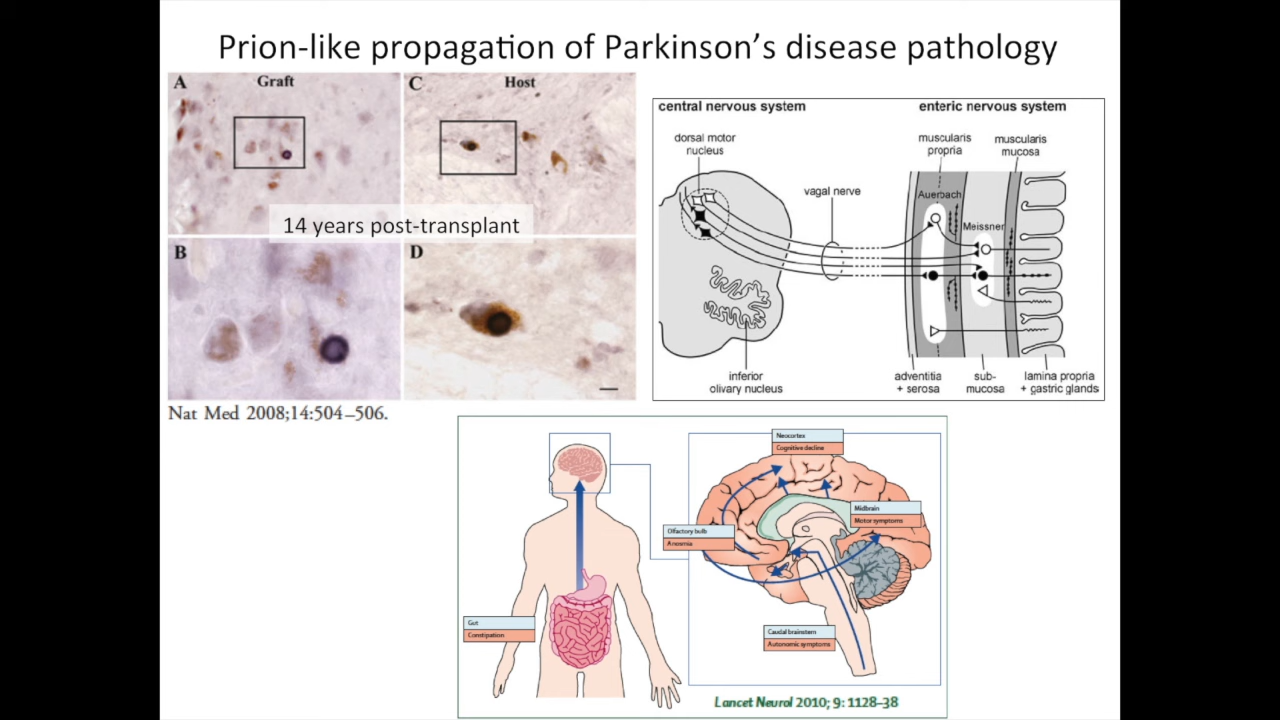 Prion-like propagation of Parkinson's disease pathology
A
Graft
C
Host
14 years post-transplant
B
D
Nat Med 2008;14:504–506.
central nervous system
enteric nervous system
dorsal motor
nucleus
muscularis
propria
muscularis
mucosa
vagal nerve
Auerbach
Meissner
inferior
olivary nucleus
adventitia
+ serosa
sub-
mucosa
lamina propria
+ gastric glands
Neocortex
Cognitive decline
Midbrain
Motor symptoms
Olfactory bulb
Anosmia
Gut
Constipation
Caudal brainstem
Autonomic symptoms
Lancet Neurol 2010; 9: 1128–38